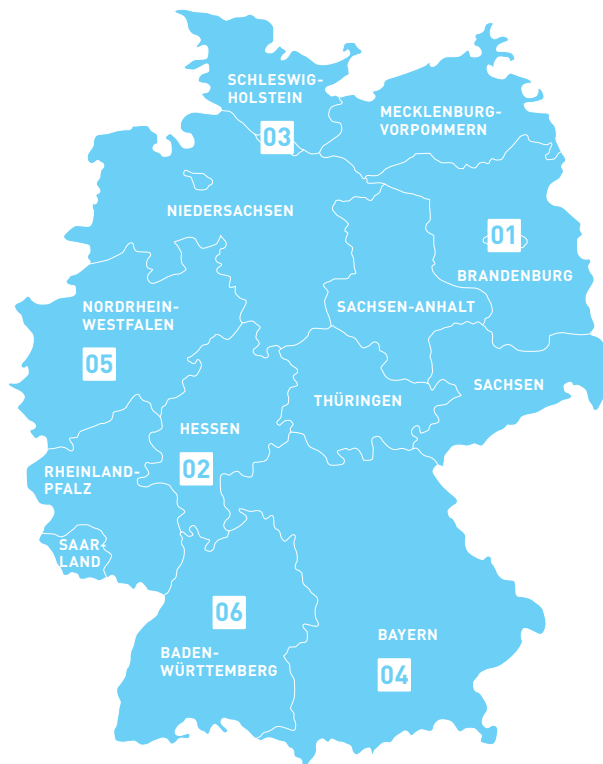 SCHLESWIG-
HOLSTEIN
03
MECKLENBURG-
VORPOMMERN
NIEDERSACHSEN
01
BRANDENBURG
NORDRHEIN-
WESTFALEN
05
SACHSEN-ANHALT
SACHSEN
THÜRINGEN
HESSEN
02
RHEINLAND-
PFALZ
SAAR-
LAND
06
BADEN-
WÜRTTEMBERG
BAYERN
04